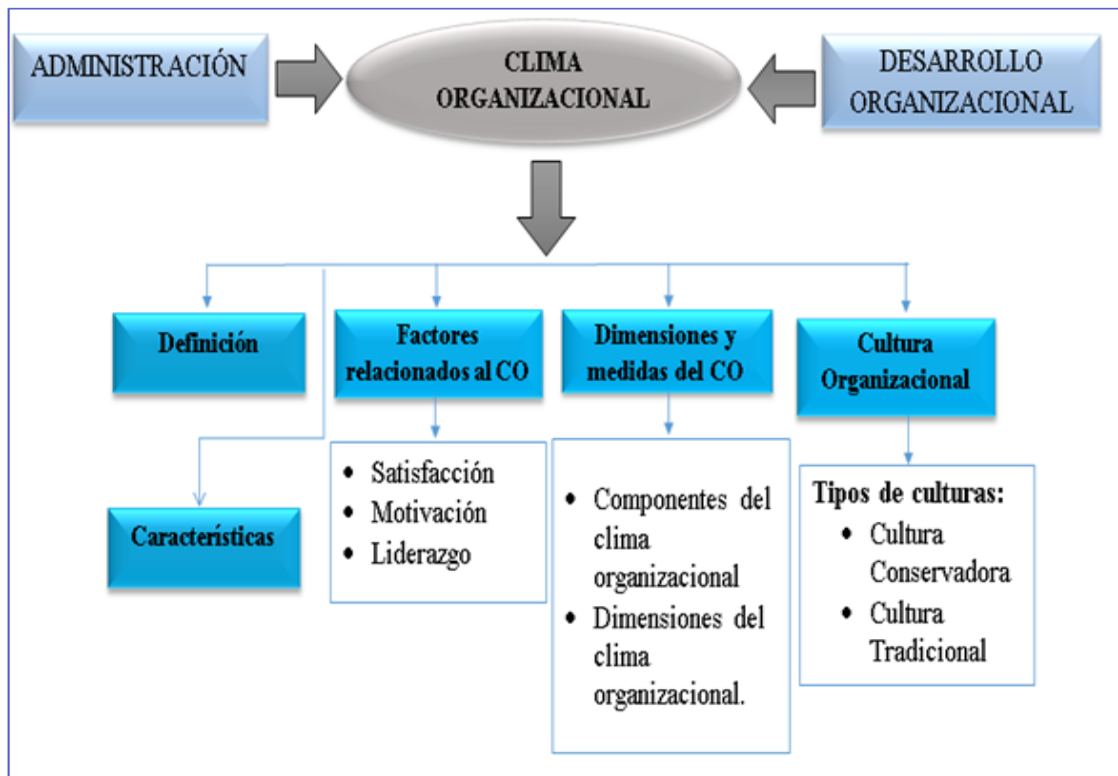 ADMINISTRACIÓN
CLIMA
ORGANIZACIONAL
DESARROLLO
ORGANIZACIONAL
Definición
Factores
relacionados al CO
Dimensiones y
medidas del CO
Cultura
Organizacional
Características
• Satisfacción
• Motivación
• Liderazgo
• Componentes del
clima
organizacional
• Dimensiones del
clima
organizacional.
Tipos de culturas:
• Cultura
Conservadora
• Cultura
Tradicional